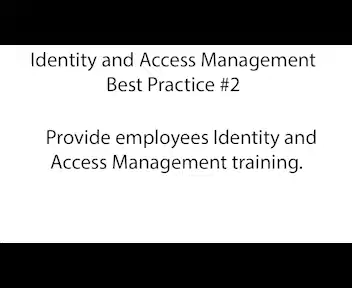 Identity and Access Management
Best Practice #2
Provide employees Identity and
Access Management training.